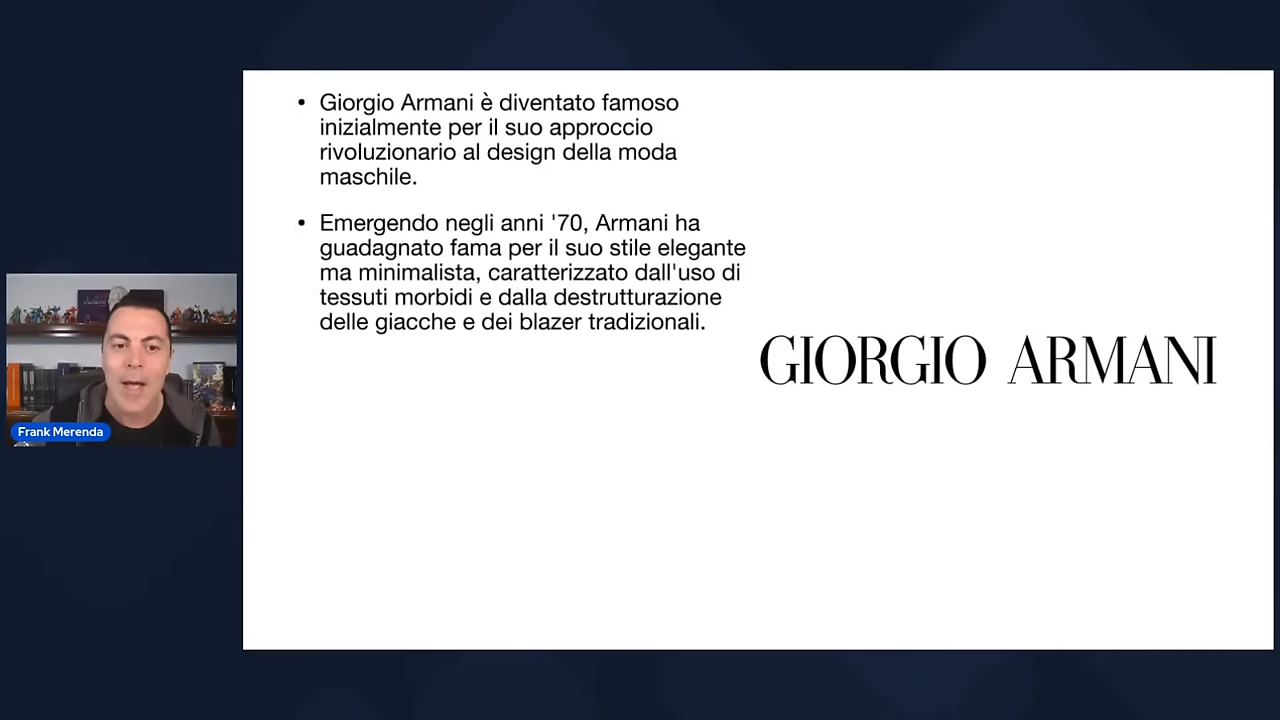 • Giorgio Armani è diventato famoso
inizialmente per il suo approccio
rivoluzionario al design della moda
maschile.
• Emergendo negli anni '70, Armani ha
guadagnato fama per il suo stile elegante
ma minimalista, caratterizzato dall'uso di
tessuti morbidi e dalla destrutturazione
delle giacche e dei blazer tradizionali.
GIORGIO ARMANI
Frank Merenda